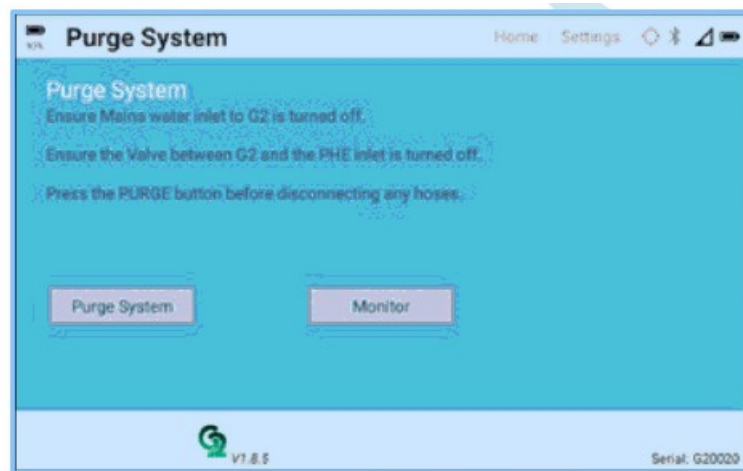 Purge System
Home Settings
Purge System
Ensure Mains water inlet to G2 is turned off.
Ensure the Valve between G2 and the PHE inlet is turned off.
Press the PURGE button before disconnecting any hoses.
Purge System Monitor
G2 V1.8.5
Serial: G20020